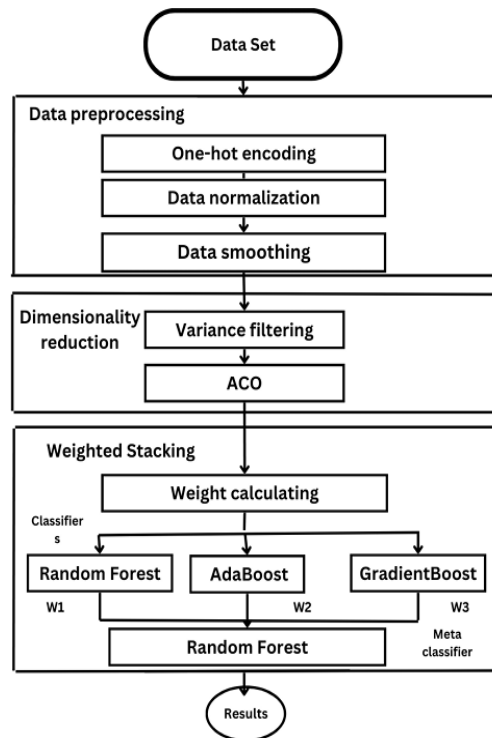 Data Set
Data preprocessing
One-hot encoding
Data normalization
Data smoothing
Dimensionality
reduction
Variance filtering
ACO
Weighted Stacking
Weight calculating
Classifier
s
Random Forest
AdaBoost
GradientBoost
W1
W2
W3
Random Forest
Meta
classifier
Results